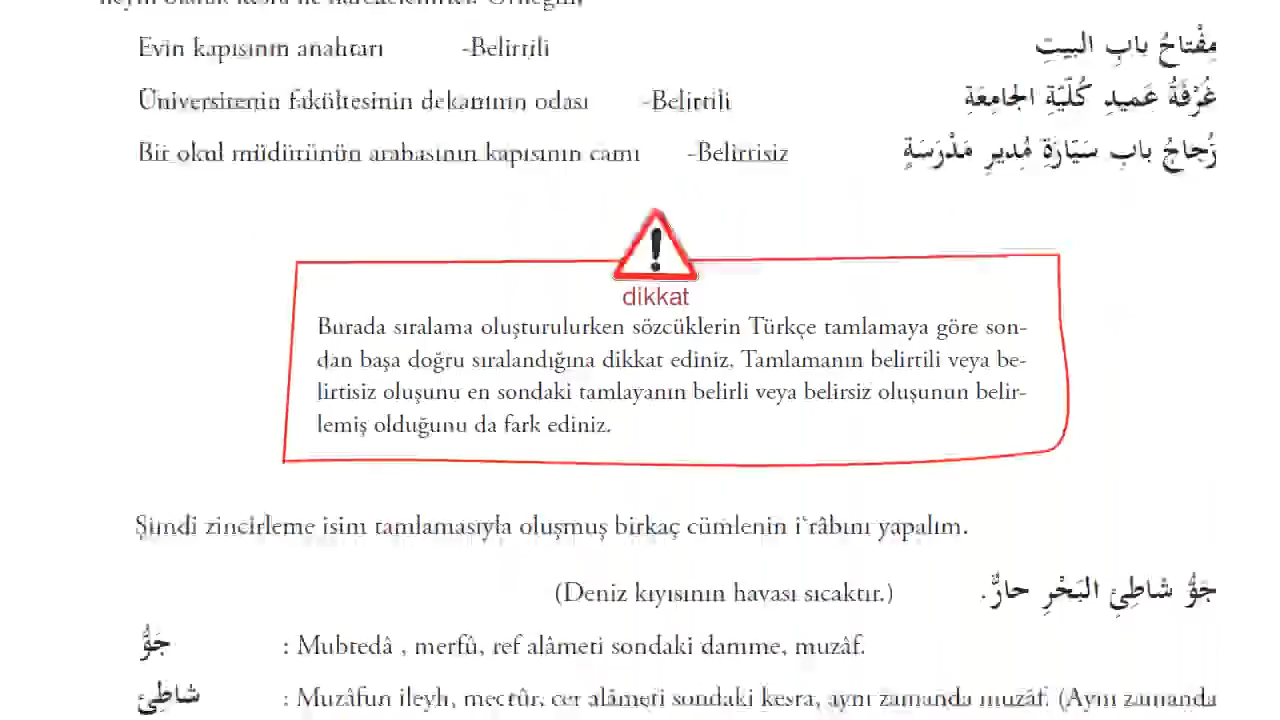 Evin kapısının anahtarı -Belirtili مِفْتاحُ بابِ البيتِ
Üniversitenin fakültesinin dekanının odası -Belirtili غُرْفَةُ عَميدِ كُلّيّةِ الجامِعَةِ
Bir okul müdürünün arabasının kapısının camı -Belirtisiz زُجاجُ بابِ سَيّارَةِ مُديرِ مَدْرَسَةٍ
!
dikkat
Burada sıralama oluşturulurken sözcüklerin Türkçe tamlamaya göre son-
dan başa doğru sıralandığına dikkat ediniz. Tamlamanın belirtili veya be-
lirtisiz oluşunu en sondaki tamlayanın belirli veya belirsiz oluşunun belir-
lemiş olduğunu da fark ediniz.
Şimdi zincirleme isim tamlamasıyla oluşmuş birkaç cümlenin i‘râbını yapalım.
(Deniz kıyısının havası sıcaktır.) جَوُّ شاطِئِ البَحْرِ حارٌّ.
جَوُّ : Mubtedâ , merfû, ref alâmeti sondaki damme, muzâf.
شاطِئِ : Muzâfun ileyh, mecrûr, cer alâmeti sondaki kesra, aynı zamanda muzâf. (Aynı zamanda